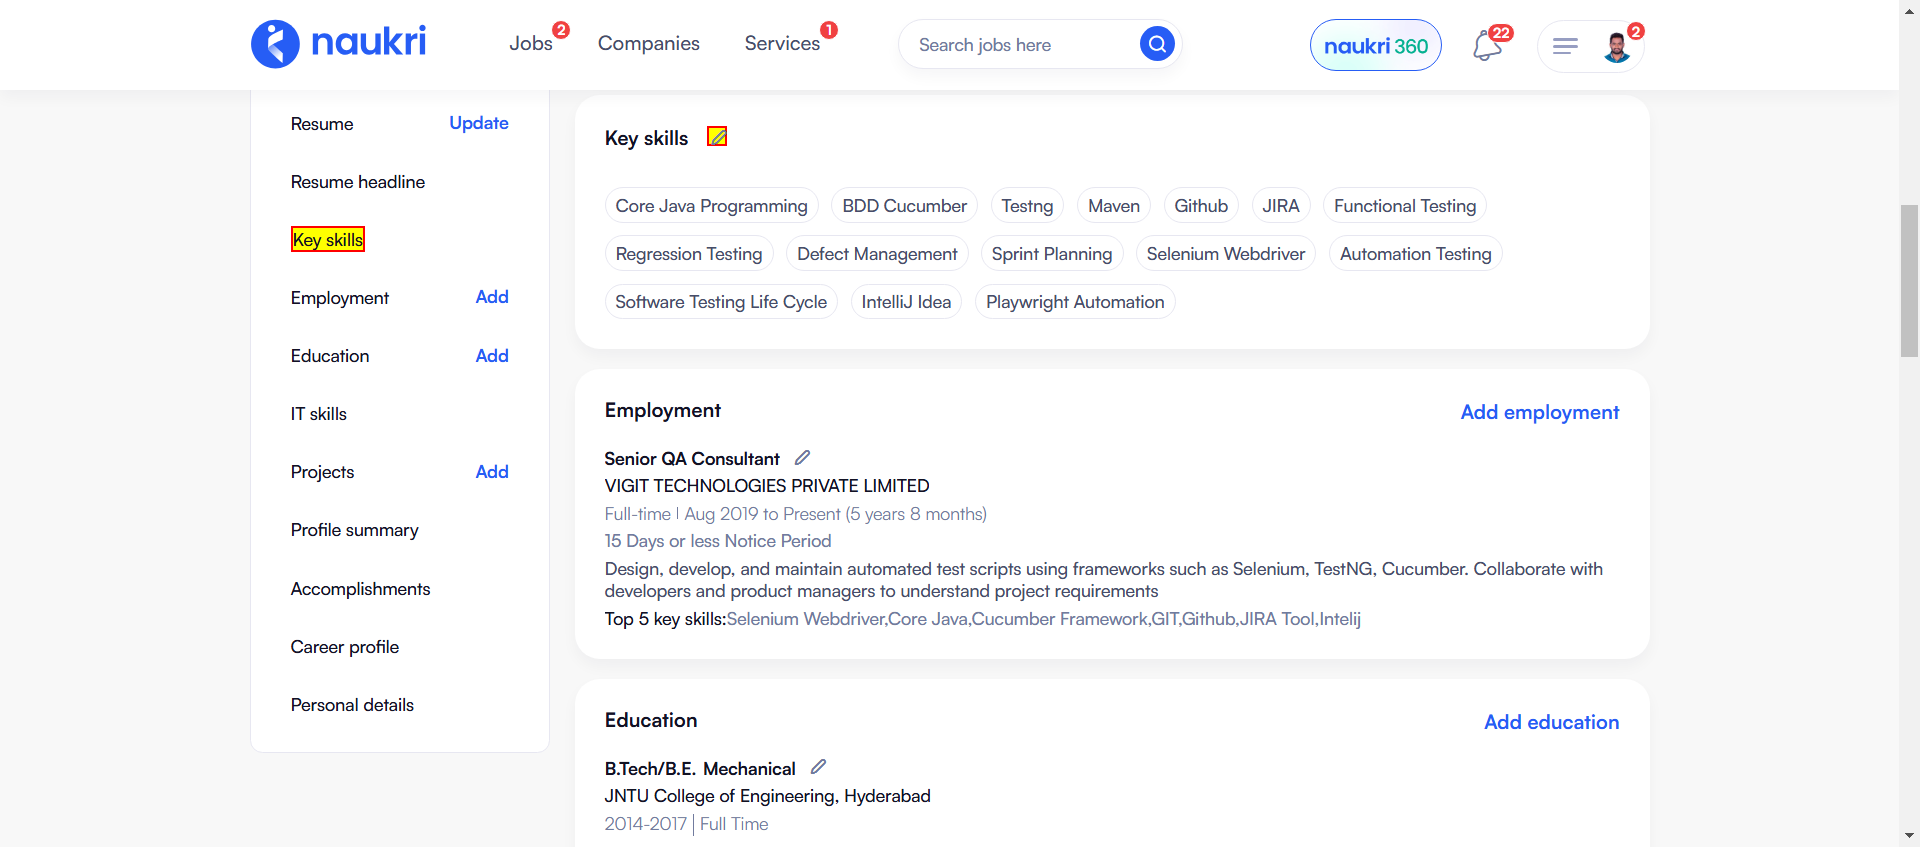 naukri
Jobs 2
Companies
Services 1
Search jobs here
naukri 360
22
2
Resume Update
Resume headline
Key skills
Employment Add
Education Add
IT skills
Projects Add
Profile summary
Accomplishments
Career profile
Personal details
Key skills
Core Java Programming BDD Cucumber Testng Maven Github JIRA Functional Testing
Regression Testing Defect Management Sprint Planning Selenium Webdriver Automation Testing
Software Testing Life Cycle IntelliJ Idea Playwright Automation
Employment Add employment
Senior QA Consultant
VIGIT TECHNOLOGIES PRIVATE LIMITED
Full-time | Aug 2019 to Present (5 years 8 months)
15 Days or less Notice Period
Design, develop, and maintain automated test scripts using frameworks such as Selenium, TestNG, Cucumber. Collaborate with
developers and product managers to understand project requirements
Top 5 key skills:Selenium Webdriver,Core Java,Cucumber Framework,GIT,Github,JIRA Tool,Intelij
Education Add education
B.Tech/B.E. Mechanical
JNTU College of Engineering, Hyderabad
2014-2017 | Full Time